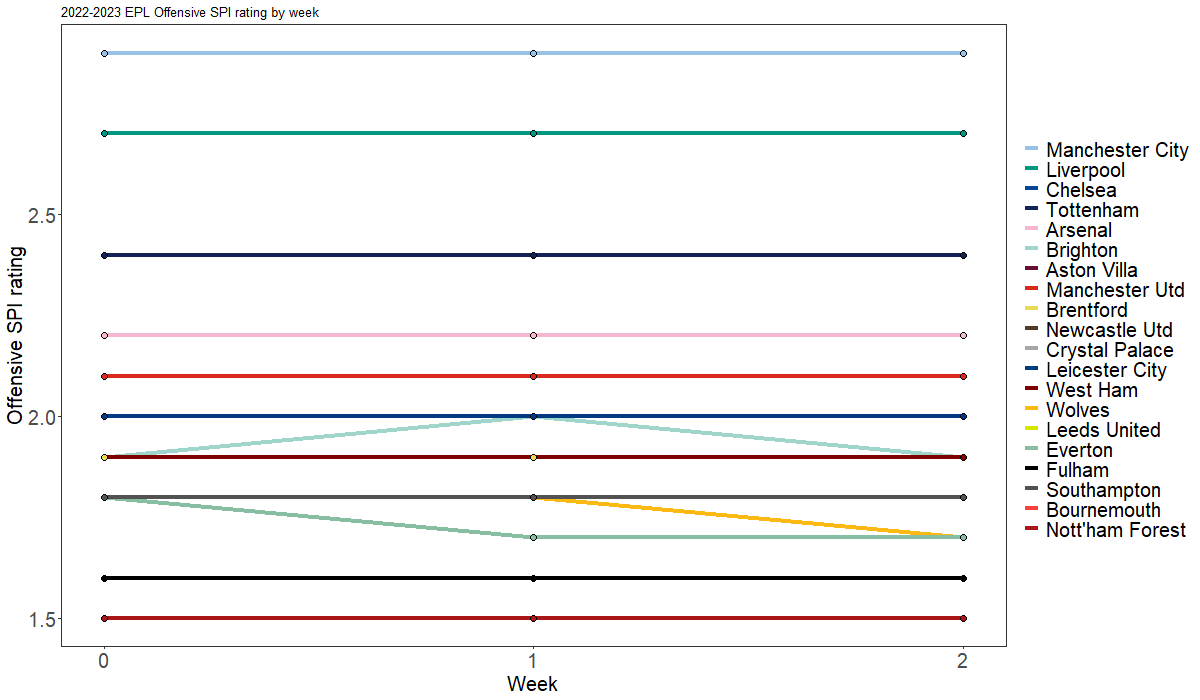 2022-2023 EPL Offensive SPI rating by week
2.5
2.0
1.5
Offensive SPI rating
0
1
2
Week
Manchester City
Liverpool
Chelsea
Tottenham
Arsenal
Brighton
Aston Villa
Manchester Utd
Brentford
Newcastle Utd
Crystal Palace
Leicester City
West Ham
Wolves
Leeds United
Everton
Fulham
Southampton
Bournemouth
Nott'ham Forest